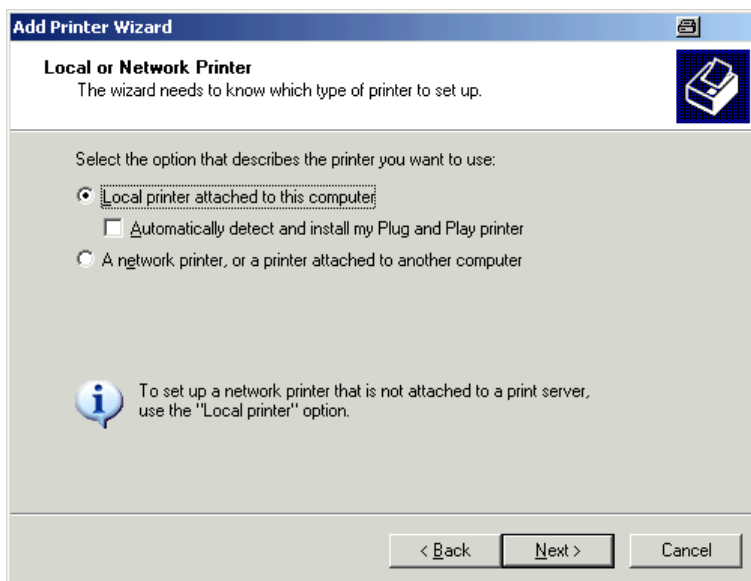 Add Printer Wizard
Local or Network Printer
The wizard needs to know which type of printer to set up.
Select the option that describes the printer you want to use:
Local printer attached to this computer
Automatically detect and install my Plug and Play printer
A network printer, or a printer attached to another computer
To set up a network printer that is not attached to a print server,
use the "Local printer" option.
< Back
Next >
Cancel